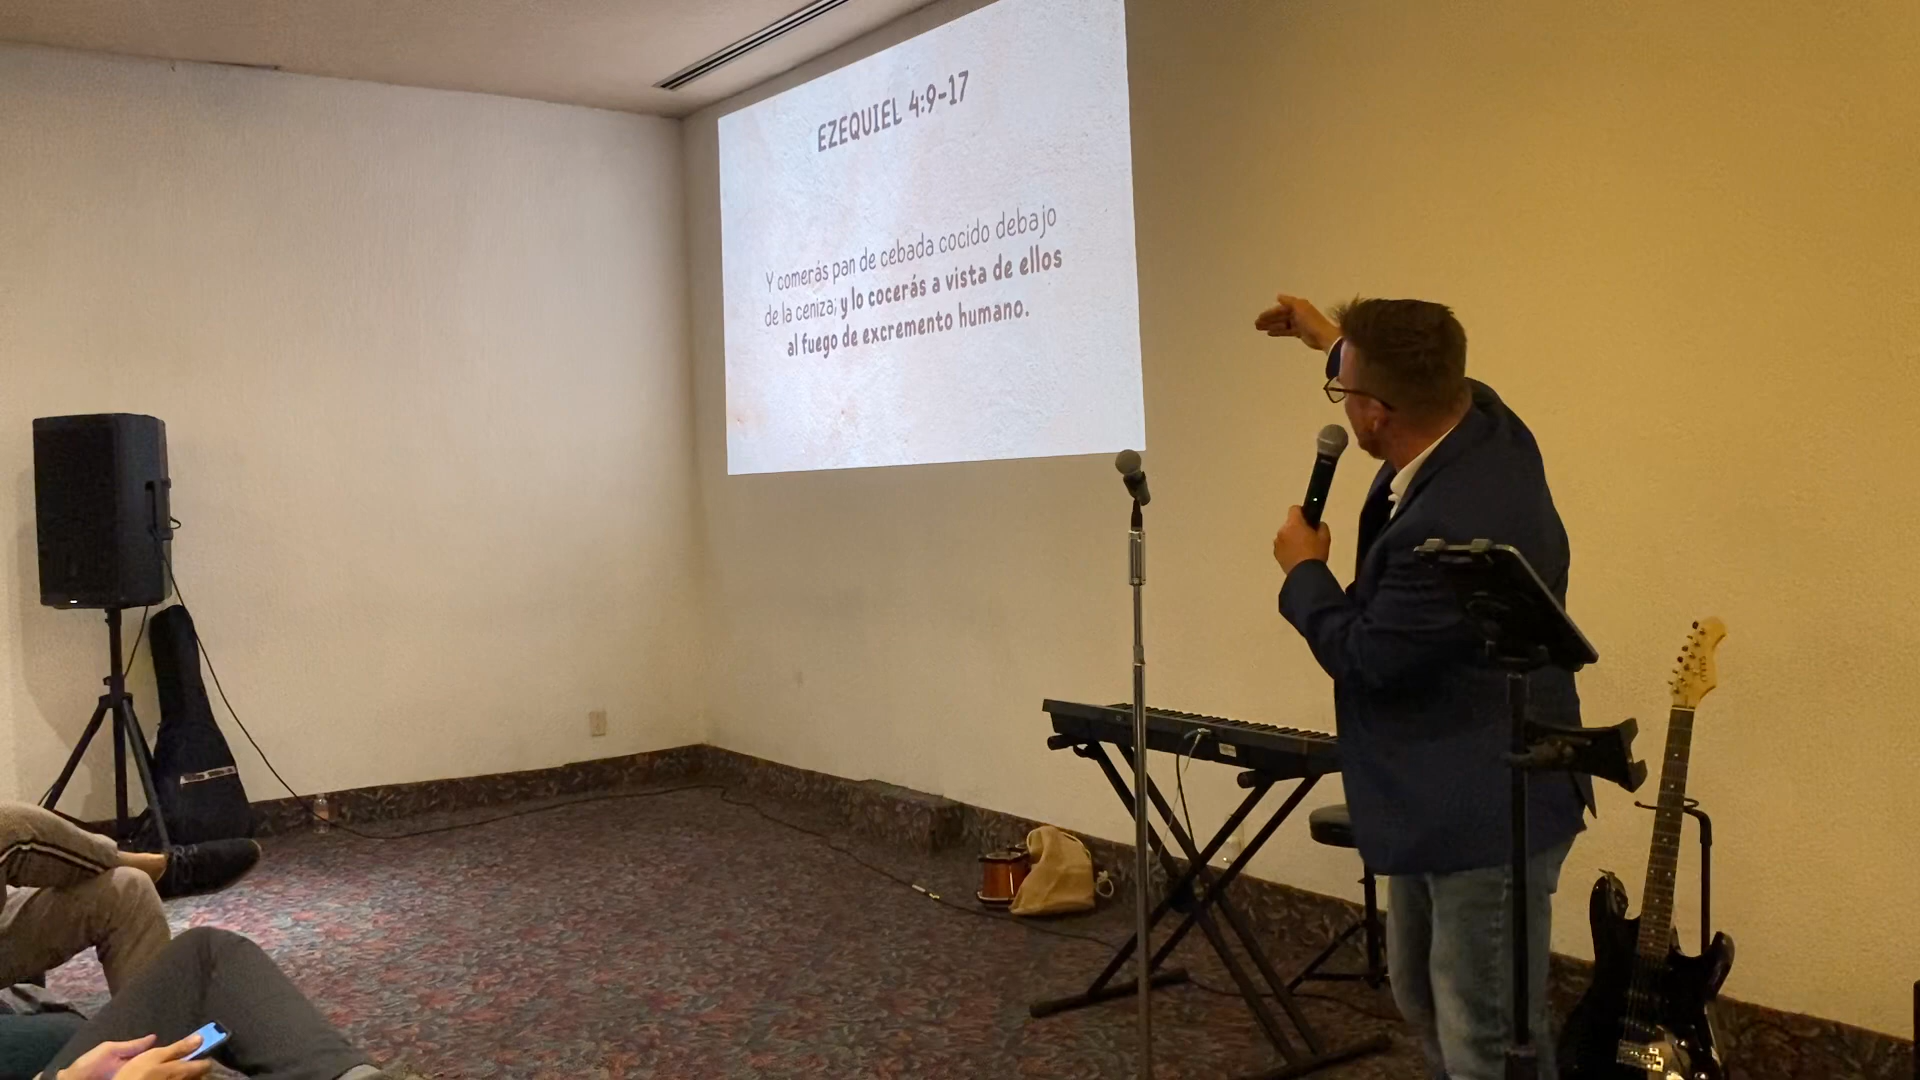 EZEQUIEL 4:9-17
Y comerás pan de cebada cocido debajo
de la ceniza; y lo cocerás a vista de ellos
al fuego de excremento humano.